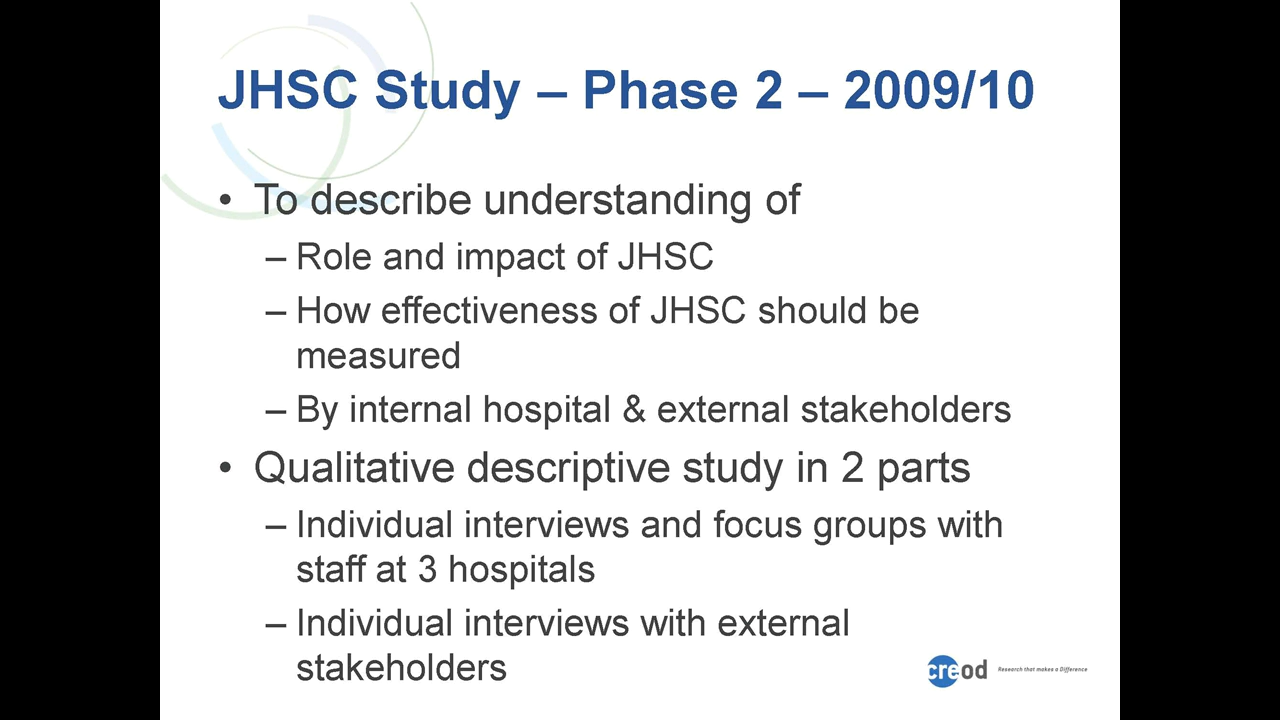 JHSC Study – Phase 2 – 2009/10
• To describe understanding of
– Role and impact of JHSC
– How effectiveness of JHSC should be
measured
– By internal hospital & external stakeholders
• Qualitative descriptive study in 2 parts
– Individual interviews and focus groups with
staff at 3 hospitals
– Individual interviews with external
stakeholders
creod Research that makes a Difference